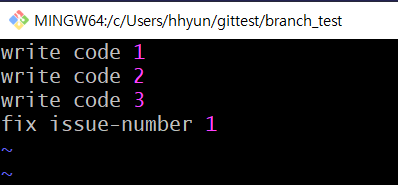 MINGW64:/c/Users/hhyun/gittest/branch_test
write code 1
write code 2
write code 3
fix issue-number 1
~
~